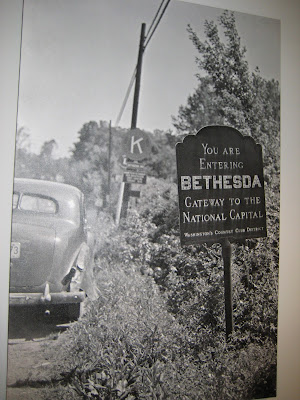 K
YOU ARE
ENTERING
BETHESDA
GATEWAY TO THE
NATIONAL CAPITAL
WASHINGTON'S COUNTRY CLUB DISTRICT